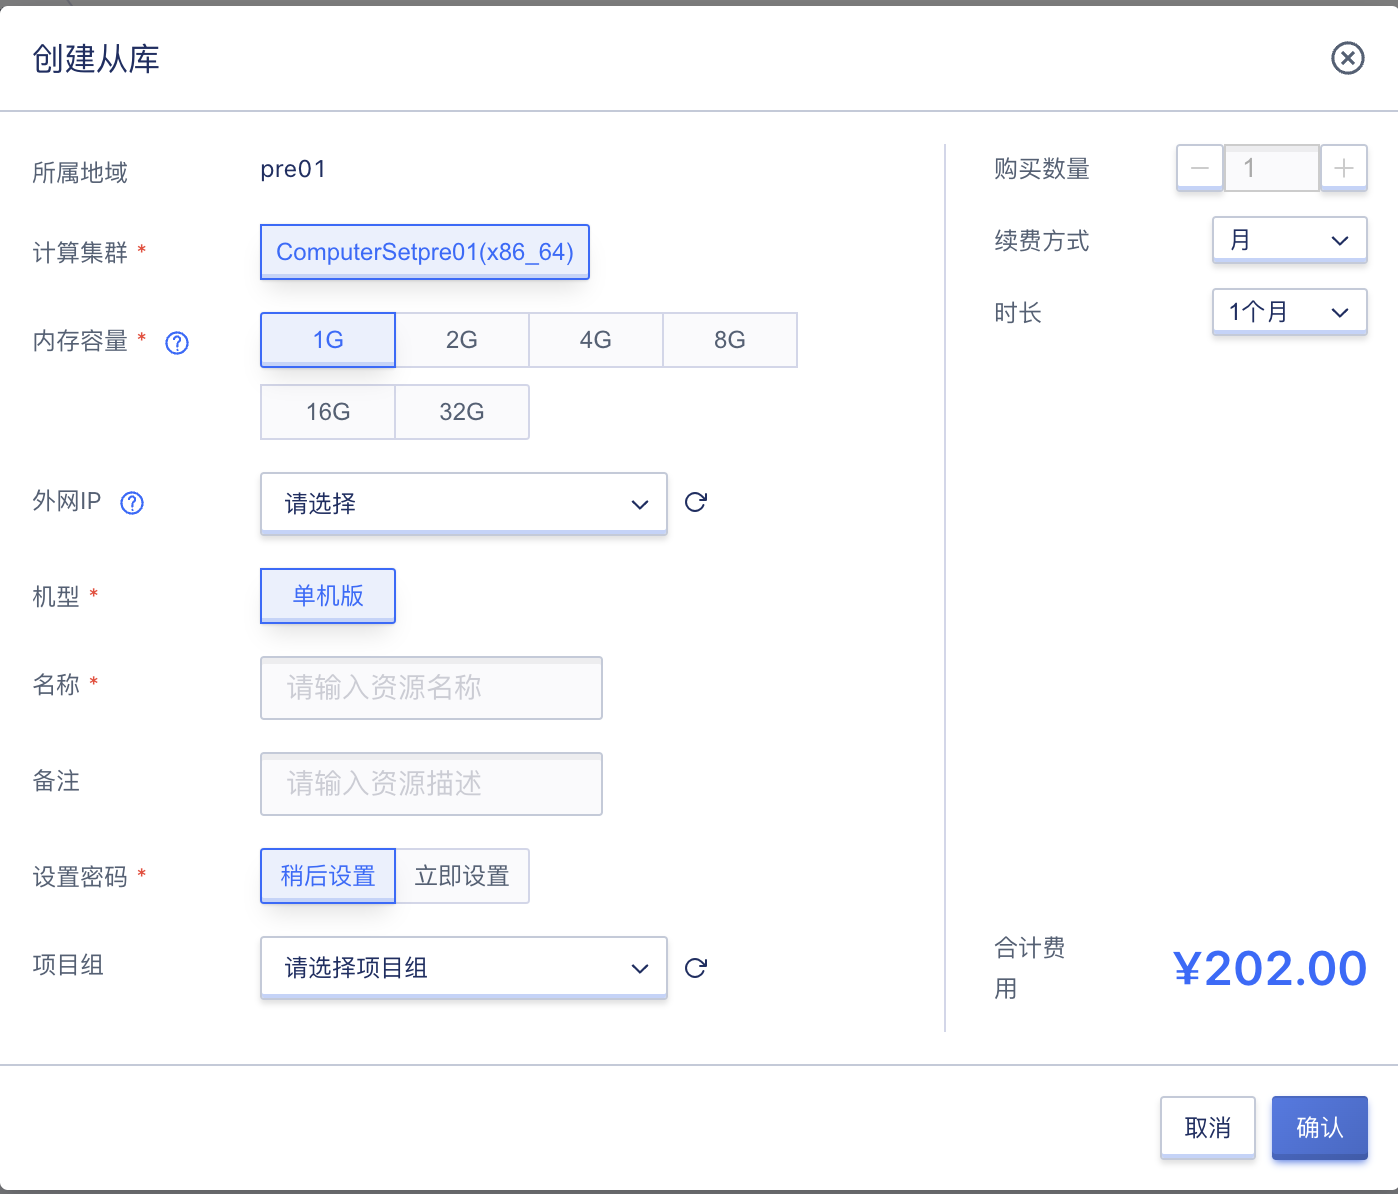 创建从库
所属地域 pre01
计算集群 * ComputerSetpre01(x86_64)
内存容量 * 1G 2G 4G 8G
16G 32G
外网IP 请选择
机型 * 单机版
名称 * 请输入资源名称
备注 请输入资源描述
设置密码 * 稍后设置 立即设置
项目组 请选择项目组
购买数量 1
续费方式 月
时长 1个月
合计费用 ¥202.00
取消 确认